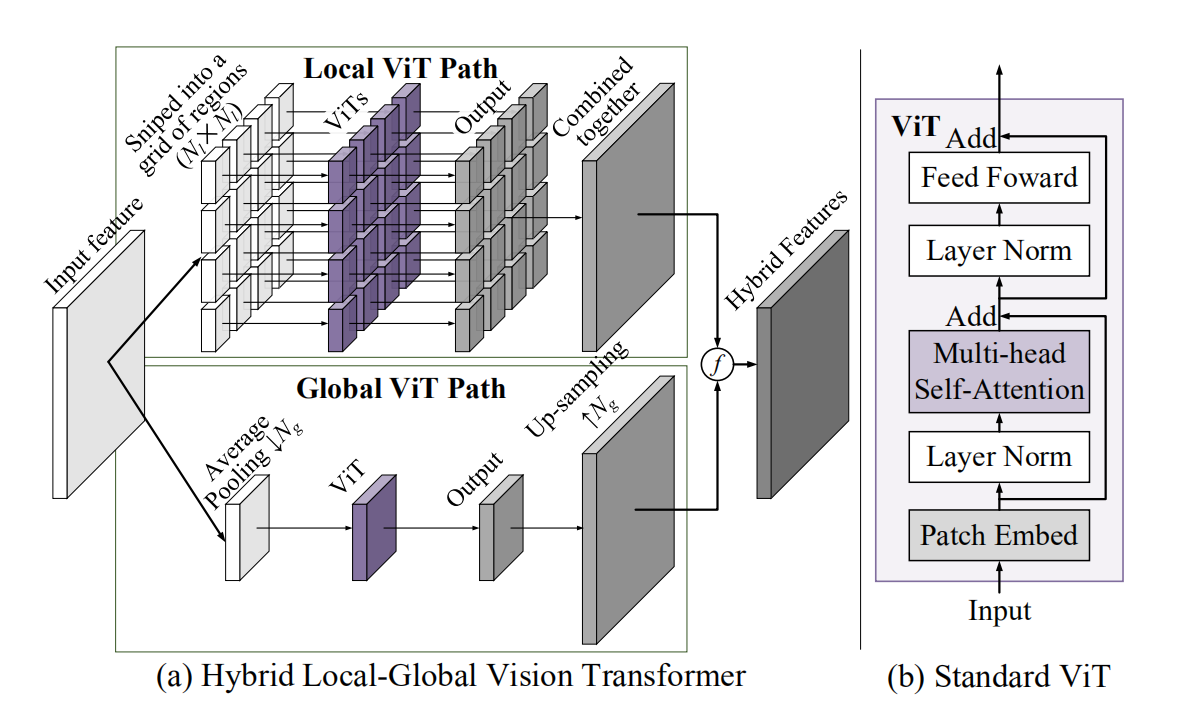 Local ViT Path
Sniped into a
grid of regions
(Nₗ × Nₗ)
ViTs
Output
Combined
together
Input feature
Global ViT Path
Average
Pooling ↓N_g
ViT
Output
Up-sampling
↑N_g
f
Hybrid Features
(a) Hybrid Local-Global Vision Transformer
ViT
Add
Feed Foward
Layer Norm
Add
Multi-head
Self-Attention
Layer Norm
Patch Embed
Input
(b) Standard ViT